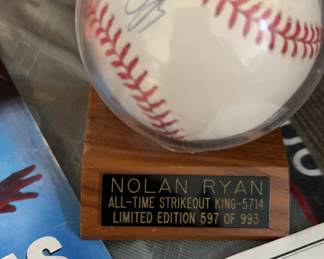 NOLAN RYAN
ALL-TIME STRIKEOUT KING-5714
LIMITED EDITION 597 OF 993